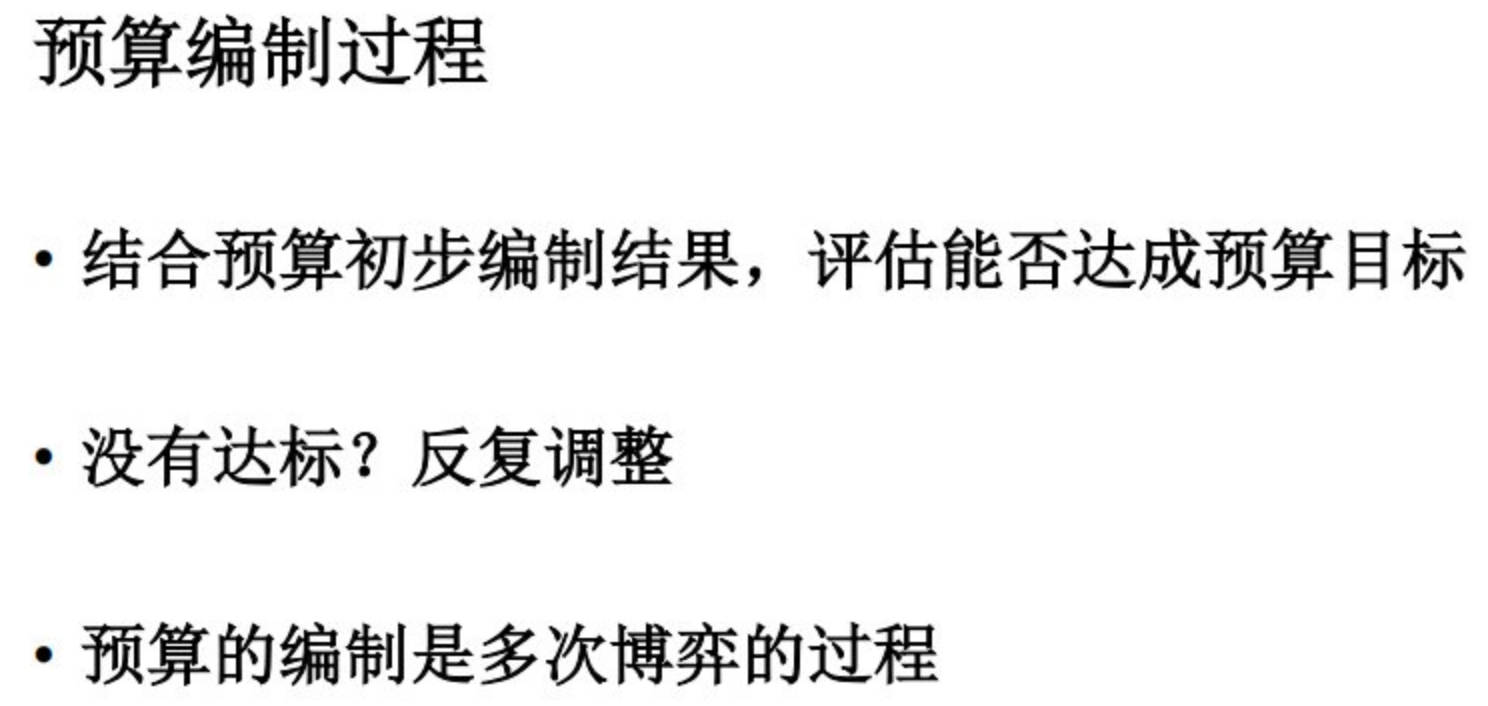 预算编制过程
• 结合预算初步编制结果，评估能否达成预算目标
• 没有达标？反复调整
• 预算的编制是多次博弈的过程